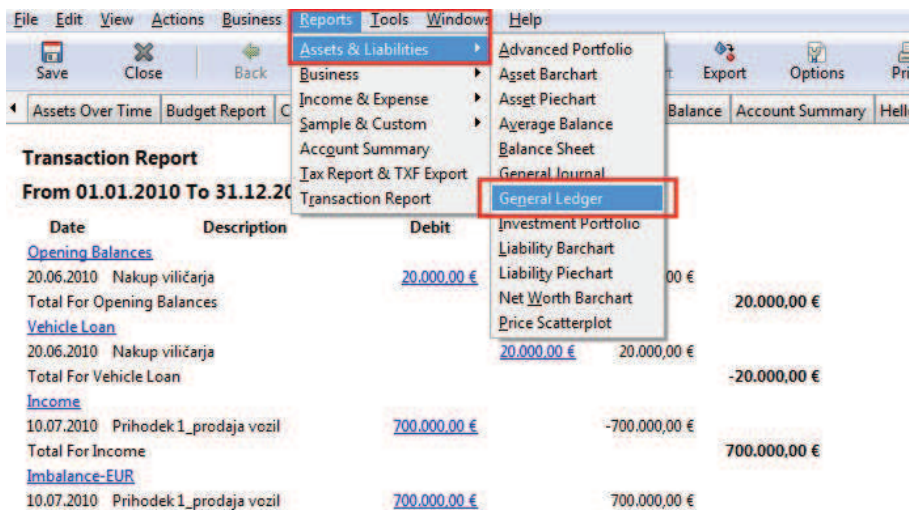 File Edit View Actions Business Reports Tools Windows Help
Save Close Back Export Options
Assets Over Time Budget Report Balance Account Summary
Assets & Liabilities
Business
Income & Expense
Sample & Custom
Account Summary
Tax Report & TXF Export
Transaction Report
Advanced Portfolio
Asset Barchart
Asset Piechart
Average Balance
Balance Sheet
General Journal
General Ledger
Investment Portfolio
Liability Barchart
Liability Piechart
Net Worth Barchart
Price Scatterplot
Transaction Report
From 01.01.2010 To 31.12.20
Date Description Debit
Opening Balances
20.06.2010 Nakup viličarja 20.000,00 € 00 €
Total For Opening Balances 20.000,00 €
Vehicle Loan
20.06.2010 Nakup viličarja 20.000,00 € 20.000,00 €
Total For Vehicle Loan -20.000,00 €
Income
10.07.2010 Prihodek 1_prodaja vozil 700.000,00 € -700.000,00 €
Total For Income 700.000,00 €
Imbalance-EUR
10.07.2010 Prihodek 1_prodaja vozil 700.000,00 € 700.000,00 €